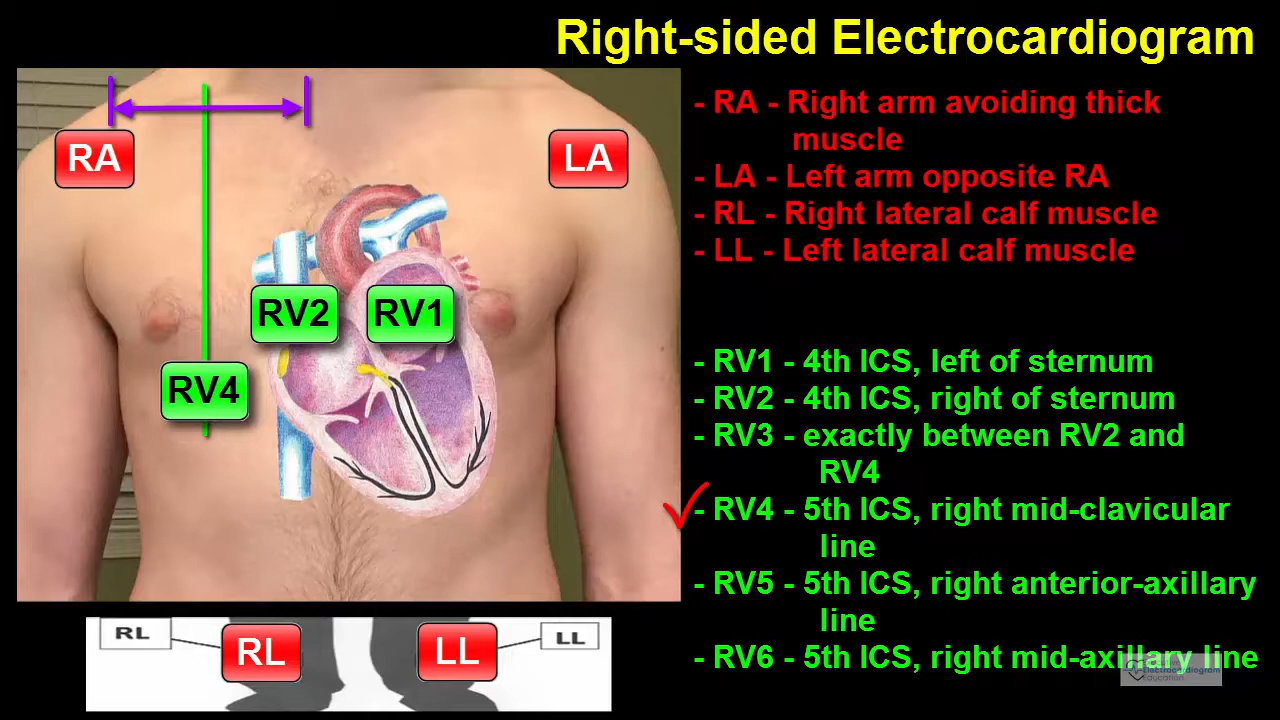 Right-sided Electrocardiogram
RA
LA
RV2
RV1
RV4
- RA - Right arm avoiding thick
muscle
- LA - Left arm opposite RA
- RL - Right lateral calf muscle
- LL - Left lateral calf muscle
- RV1 - 4th ICS, left of sternum
- RV2 - 4th ICS, right of sternum
- RV3 - exactly between RV2 and
RV4
- RV4 - 5th ICS, right mid-clavicular
line
- RV5 - 5th ICS, right anterior-axillary
line
- RV6 - 5th ICS, right mid-axillary line
RL
RL
LL
LL
Electrocardiogram
Education